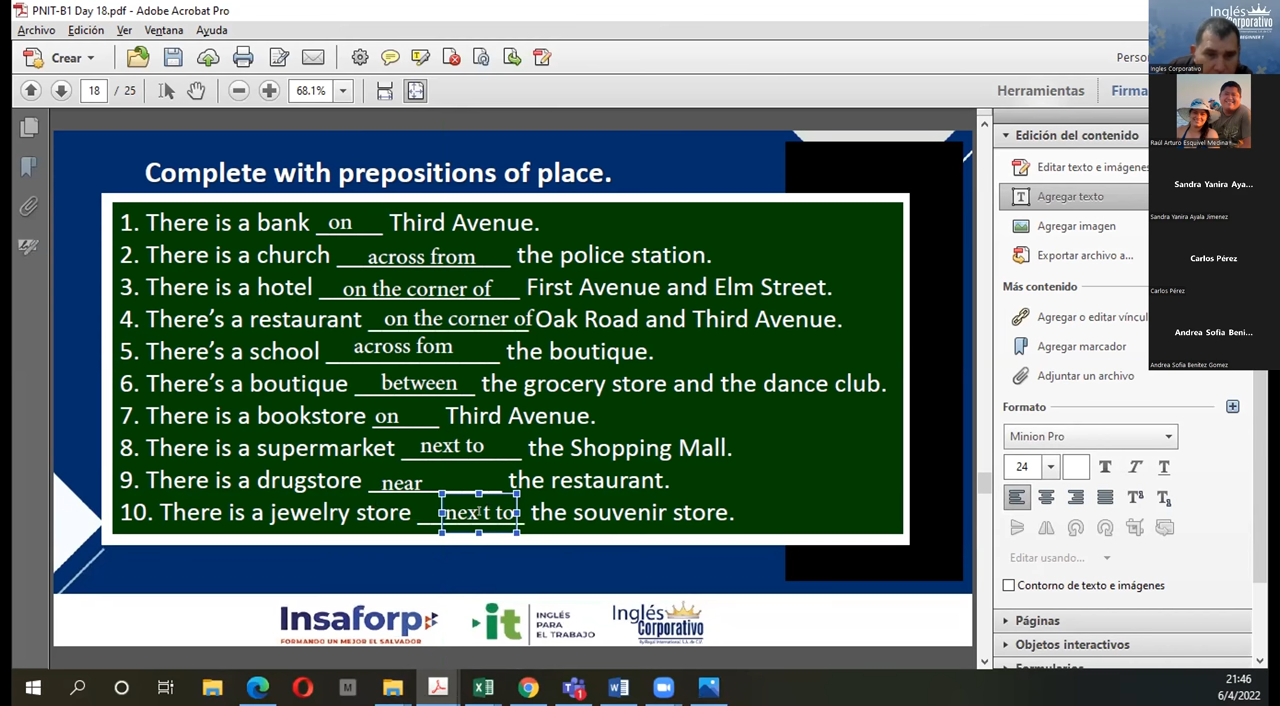 PNIT-B1 Day 18.pdf - Adobe Acrobat Pro
Archivo Edición Ver Ventana Ayuda
Crear
18 / 25 68.1%
Herramientas Firma
Complete with prepositions of place.
1. There is a bank on Third Avenue.
2. There is a church across from the police station.
3. There is a hotel on the corner of First Avenue and Elm Street.
4. There’s a restaurant on the corner of Oak Road and Third Avenue.
5. There’s a school across fom the boutique.
6. There’s a boutique between the grocery store and the dance club.
7. There is a bookstore on Third Avenue.
8. There is a supermarket next to the Shopping Mall.
9. There is a drugstore near the restaurant.
10. There is a jewelry store next to the souvenir store.
Insaforp
FORMANDO UN MEJOR EL SALVADOR
it
INGLÉS
PARA
EL TRABAJO
Inglés
Corporativo
Edición del contenido
Editar texto e imágenes
Agregar texto
Agregar imagen
Exportar archivo a...
Más contenido
Agregar o editar víncul
Agregar marcador
Adjuntar un archivo
Formato
Minion Pro
24
Editar usando...
Contorno de texto e imágenes
Páginas
Objetos interactivos
Formularios
Inglés
Corporativo
Ingles Corporativo
Raúl Arturo Esquivel Medina
Sandra Yanira Aya...
Sandra Yanira Ayala Jimenez
Carlos Pérez
Carlos Pérez
Andrea Sofia Beni...
Andrea Sofia Benitez Gomez
21:46
6/4/2022